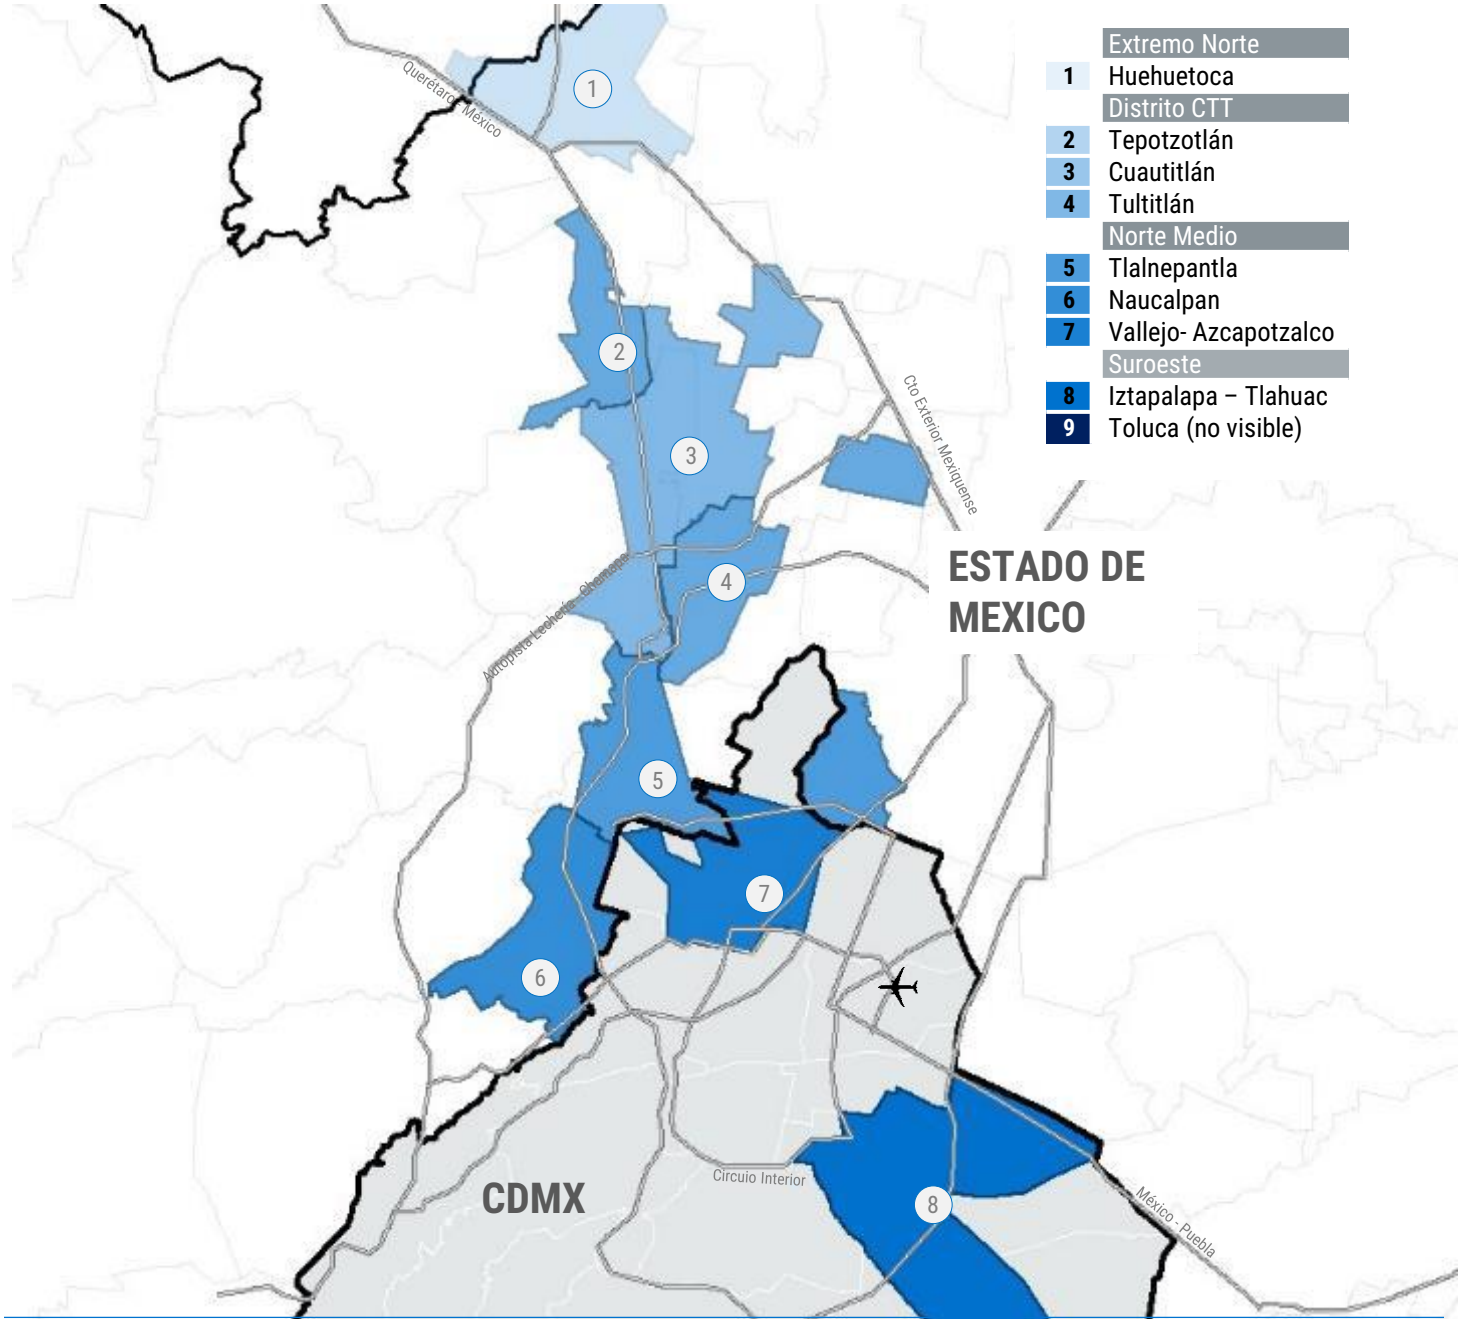 Extremo Norte
1 Huehuetoca
Distrito CTT
2 Tepotzotlán
3 Cuautitlán
4 Tultitlán
Norte Medio
5 Tlalnepantla
6 Naucalpan
7 Vallejo- Azcapotzalco
Suroeste
8 Iztapalapa – Tlahuac
9 Toluca (no visible)
Querétaro - México
1
2
3
Cto Exterior Mexiquense
ESTADO DE
MEXICO
4
Autopista Lechería - Chamapa
5
7
6
CDMX
Circuio Interior
8
México - Puebla